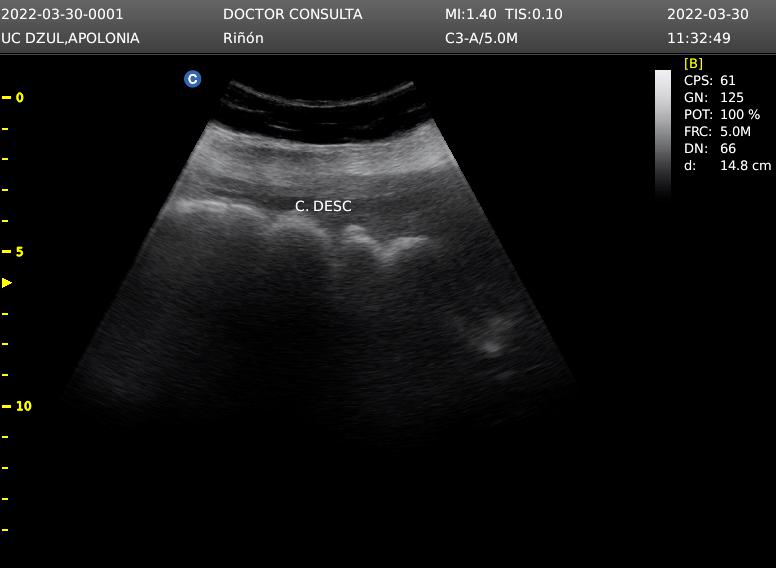 2022-03-30-0001 DOCTOR CONSULTA MI:1.40 TIS:0.10 2022-03-30
UC DZUL,APOLONIA Riñón C3-A/5.0M 11:32:49
C
[B]
CPS: 61
GN: 125
POT: 100 %
FRC: 5.0M
DN: 66
d: 14.8 cm
0
C. DESC
5
10